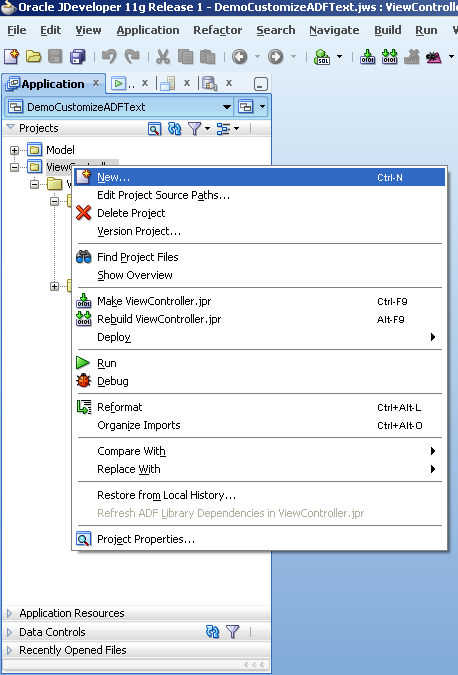 Oracle JDeveloper 11g Release 1 - DemoCustomizeADFText.jws : ViewController
File Edit View Application Refactor Search Navigate Build Run
Application
DemoCustomizeADFText
Projects
Model
New... Ctrl-N
Edit Project Source Paths...
Delete Project
Version Project...
Find Project Files
Show Overview
Make ViewController.jpr Ctrl-F9
Rebuild ViewController.jpr Alt-F9
Deploy
Run
Debug
Reformat Ctrl+Alt-L
Organize Imports Ctrl+Alt-O
Compare With
Replace With
Restore from Local History...
Refresh ADF Library Dependencies in ViewController.jpr
Project Properties...
Application Resources
Data Controls
Recently Opened Files